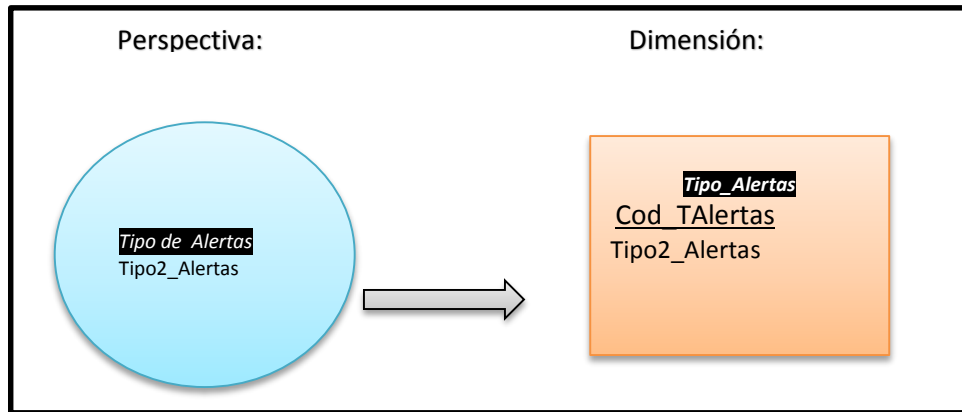 Perspectiva:
Dimensión:
Tipo de Alertas
Tipo2_Alertas
Tipo_Alertas
Cod_TAlertas
Tipo2_Alertas